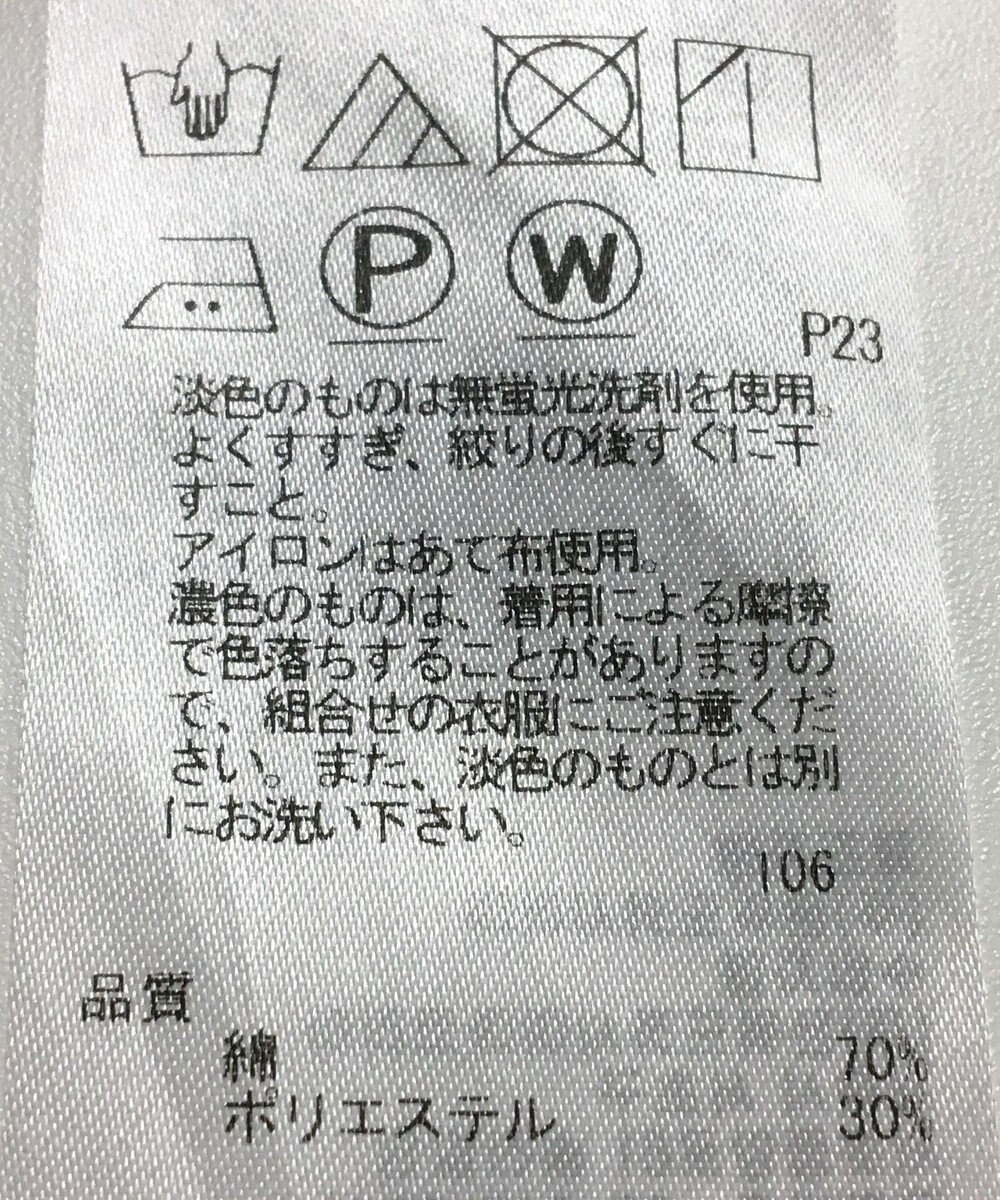 P
W
P23
淡色のものは無蛍光洗剤を使用。
よくすすぎ、絞りの後すぐに干
すこと。
アイロンはあて布使用。
濃色のものは、着用による摩擦
で色落ちすることがありますの
で、組合せの衣服にご注意くだ
さい。また、淡色のものとは別
にお洗い下さい。
106
品質
綿 70%
ポリエステル 30%